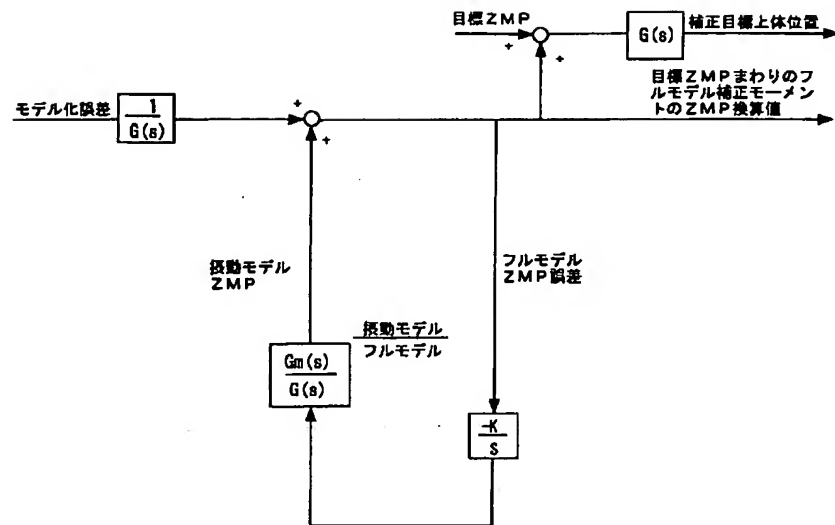 目標ZMP
+
+
G(s)
補正目標上体位置
目標ZMPまわりのフ
ルモデル補正モーメン
トのZMP換算値
モデル化誤差
1
G(s)
+
+
摂動モデル
ZMP
フルモデル
ZMP誤差
摂動モデル
フルモデル
Gm(s)
G(s)
-K
S